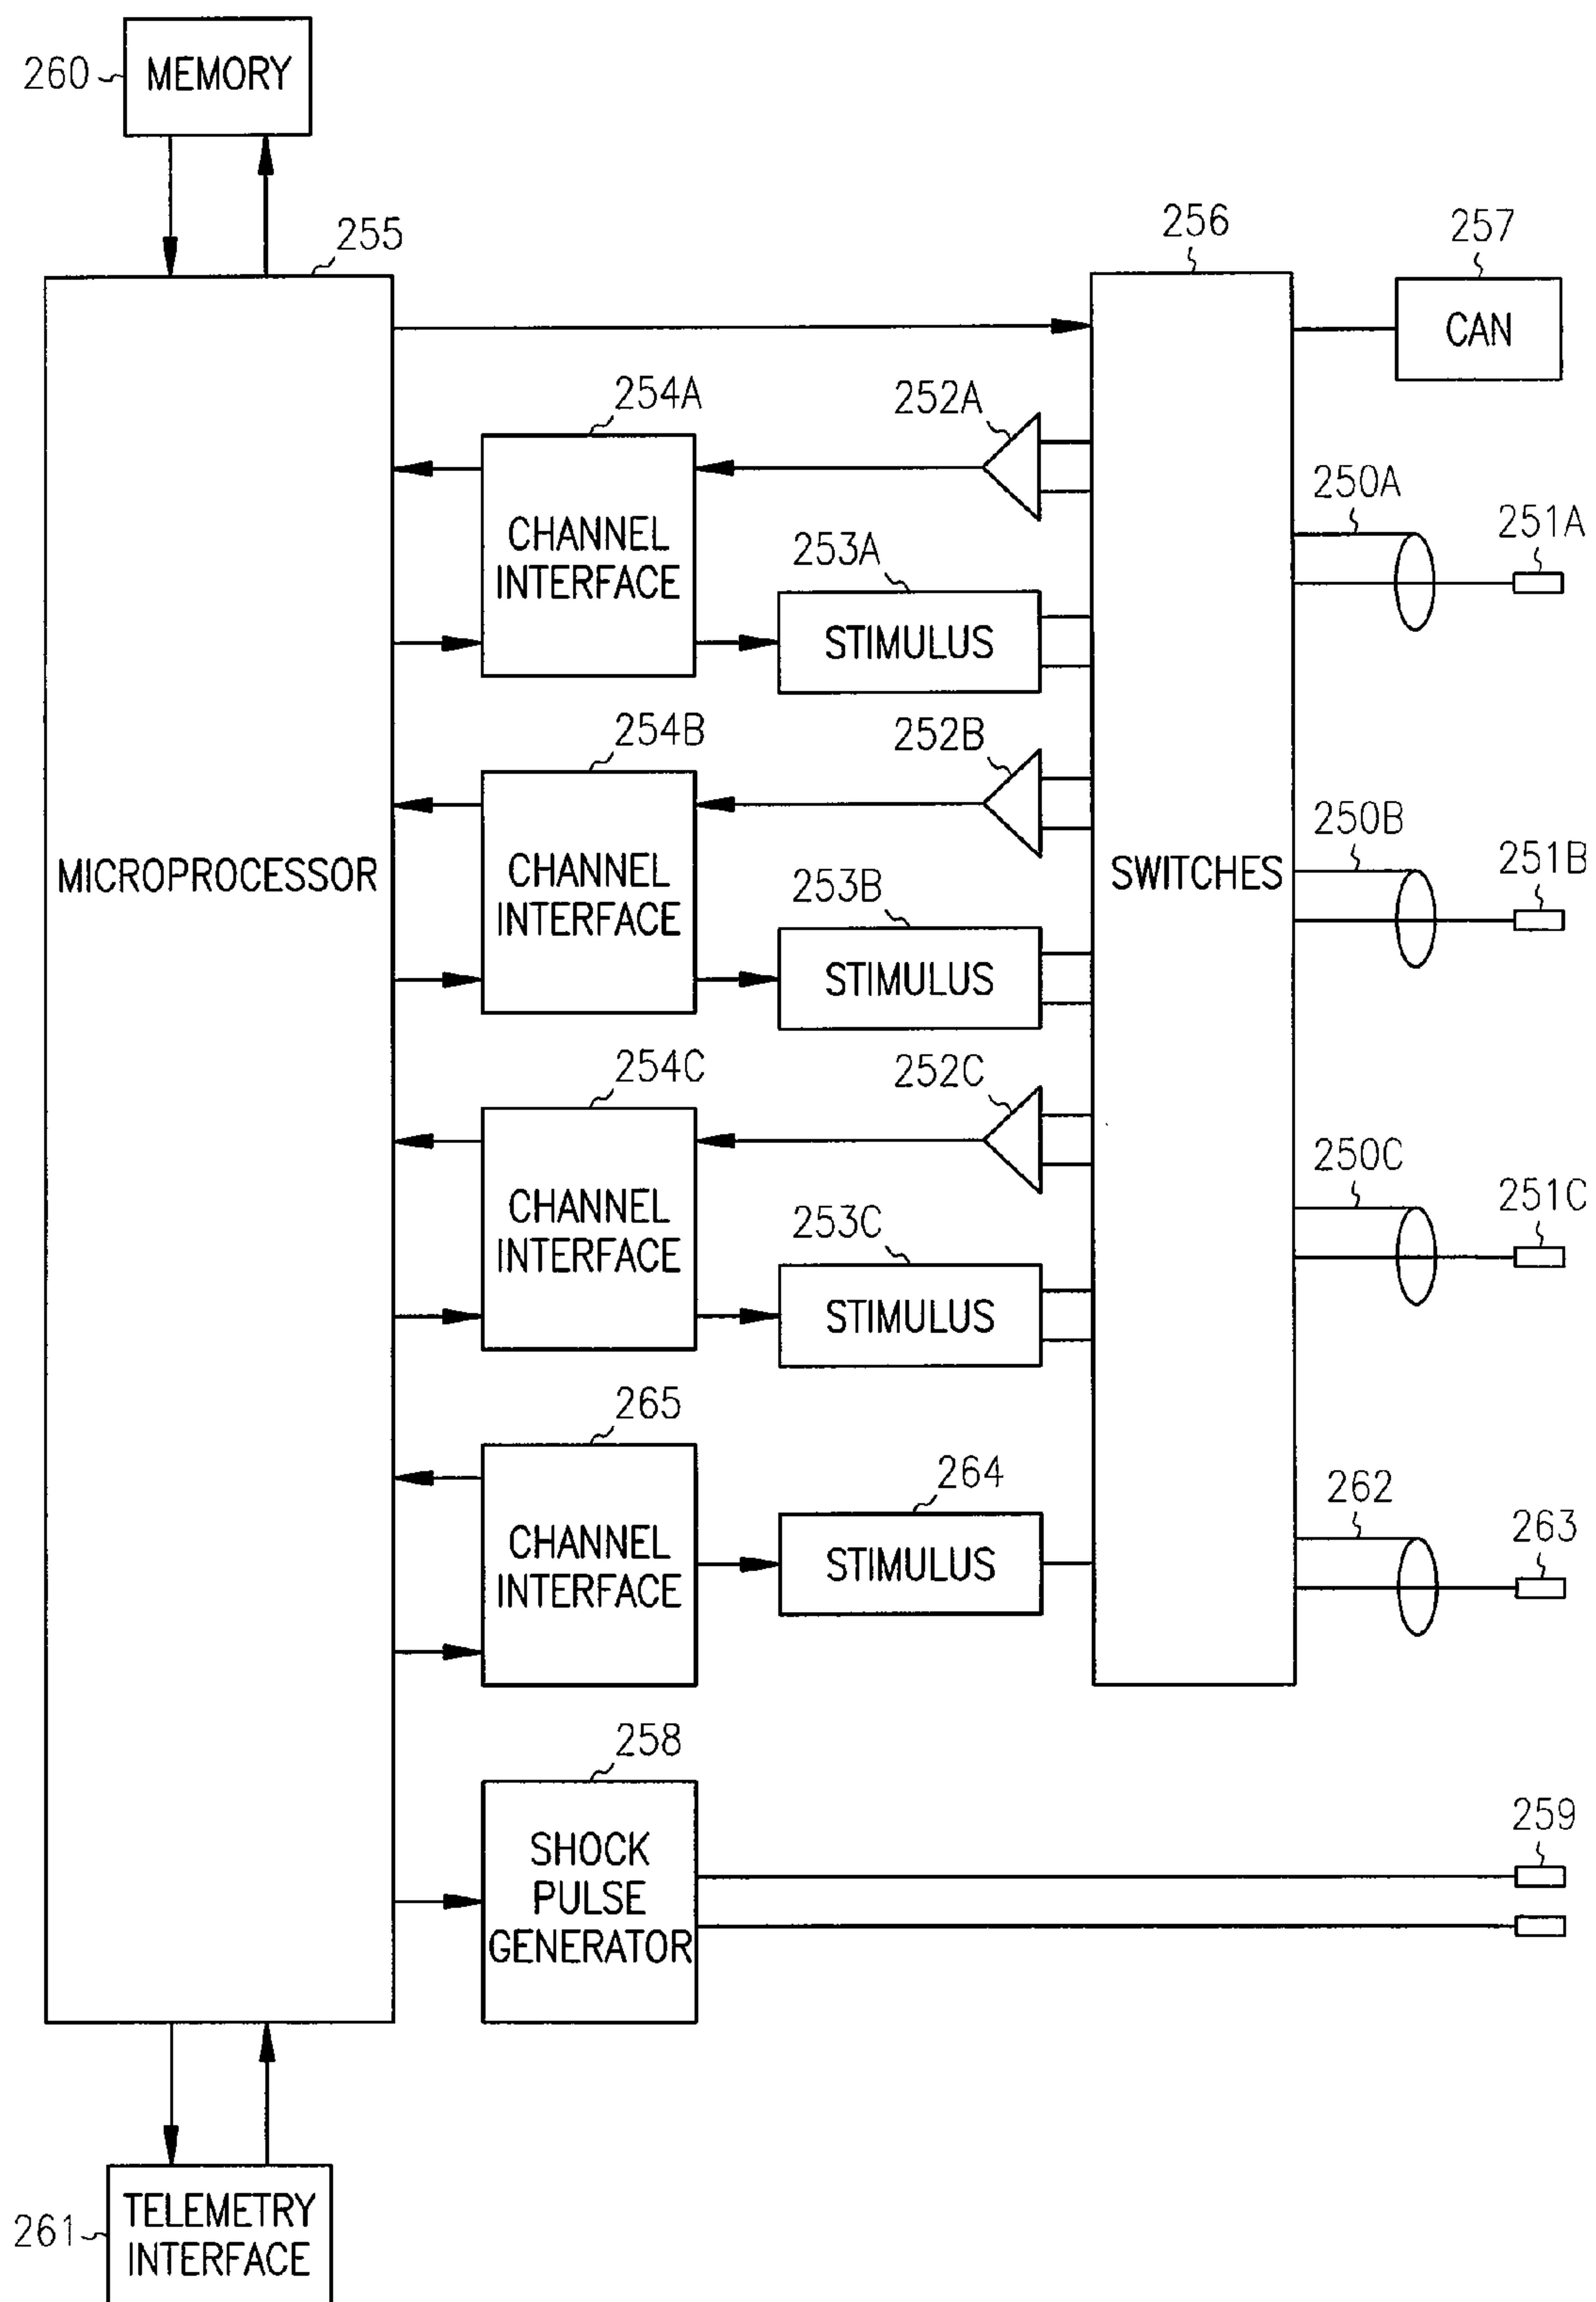 260
MEMORY
255
256
257
CAN
254A
252A
250A
251A
CHANNEL
INTERFACE
253A
STIMULUS
254B
252B
250B
251B
MICROPROCESSOR
CHANNEL
INTERFACE
253B
SWITCHES
STIMULUS
254C
252C
250C
251C
CHANNEL
INTERFACE
253C
STIMULUS
265
264
262
263
CHANNEL
INTERFACE
STIMULUS
258
259
SHOCK
PULSE
GENERATOR
261
TELEMETRY
INTERFACE